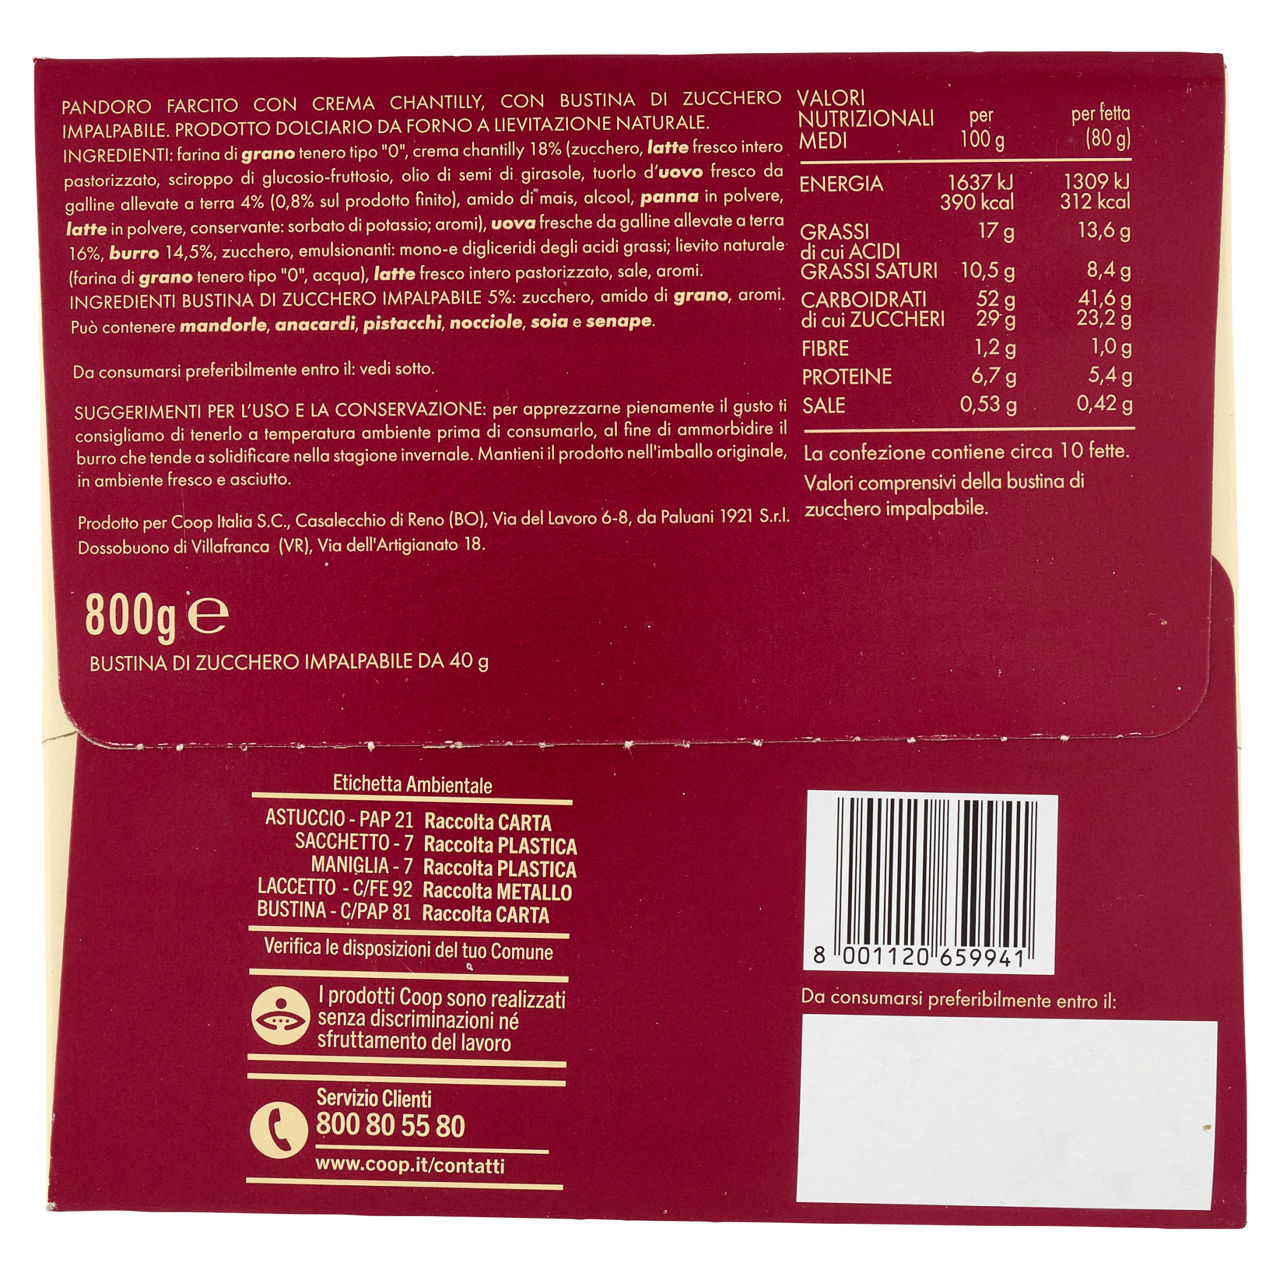 PANDORO FARCITO CON CREMA CHANTILLY, CON BUSTINA DI ZUCCHERO
IMPALPABILE. PRODOTTO DOLCIARIO DA FORNO A LIEVITAZIONE NATURALE.
INGREDIENTI: farina di grano tenero tipo "0", crema chantilly 18% (zucchero, latte fresco intero
pastorizzato, sciroppo di glucosio-fruttosio, olio di semi di girasole, tuorlo d'uovo fresco da
galline allevate a terra 4% (0,8% sul prodotto finito), amido di mais, alcool, panna in polvere,
latte in polvere, conservante: sorbato di potassio; aromi), uova fresche da galline allevate a terra
16%, burro 14,5%, zucchero, emulsionanti: mono-e digliceridi degli acidi grassi; lievito naturale
(farina di grano tenero tipo "0", acqua), latte fresco intero pastorizzato, sale, aromi.
INGREDIENTI BUSTINA DI ZUCCHERO IMPALPABILE 5%: zucchero, amido di grano, aromi.
Può contenere mandorle, anacardi, pistacchi, nocciole, soia e senape.
Da consumarsi preferibilmente entro il: vedi sotto.
SUGGERIMENTI PER L'USO E LA CONSERVAZIONE: per apprezzarne pienamente il gusto ti
consigliamo di tenerlo a temperatura ambiente prima di consumarlo, al fine di ammorbidire il
burro che tende a solidificare nella stagione invernale. Mantieni il prodotto nell'imballo originale,
in ambiente fresco e asciutto.
Prodotto per Coop Italia S.C., Casalecchio di Reno (BO), Via del Lavoro 6-8, da Paluani 1921 S.r.l.
Dossobuono di Villafranca (VR), Via dell'Artigianato 18.
800g e
BUSTINA DI ZUCCHERO IMPALPABILE DA 40 g
VALORI
NUTRIZIONALI per per fetta
MEDI 100 g (80 g)
ENERGIA 1637 kJ 1309 kJ
390 kcal 312 kcal
GRASSI 17 g 13,6 g
di cui ACIDI
GRASSI SATURI 10,5 g 8,4 g
CARBOIDRATI 52 g 41,6 g
di cui ZUCCHERI 29 g 23,2 g
FIBRE 1,2 g 1,0 g
PROTEINE 6,7 g 5,4 g
SALE 0,53 g 0,42 g
La confezione contiene circa 10 fette.
Valori comprensivi della bustina di
zucchero impalpabile.
Etichetta Ambientale
ASTUCCIO - PAP 21 Raccolta CARTA
SACCHETTO - 7 Raccolta PLASTICA
MANIGLIA - 7 Raccolta PLASTICA
LACCETTO - C/FE 92 Raccolta METALLO
BUSTINA - C/PAP 81 Raccolta CARTA
Verifica le disposizioni del tuo Comune
I prodotti Coop sono realizzati
senza discriminazioni né
sfruttamento del lavoro
Servizio Clienti
800 80 55 80
www.coop.it/contatti
8 001120 659941
Da consumarsi preferibilmente entro il: